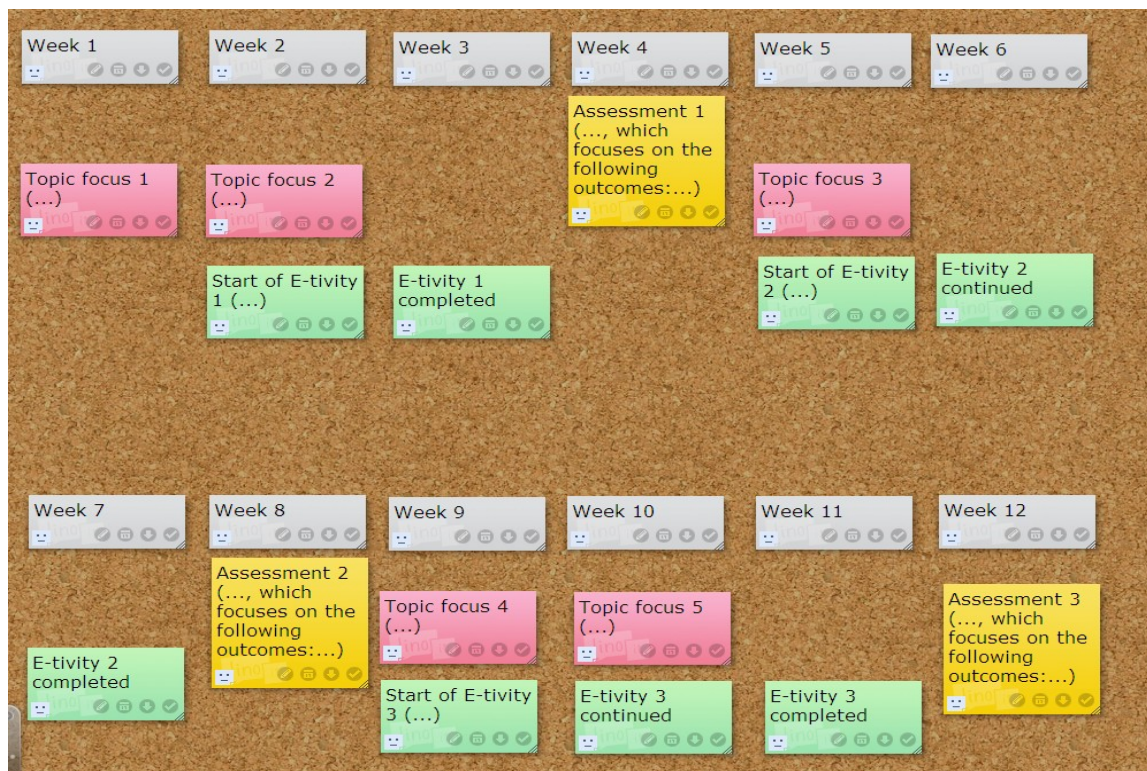 Week 1
Week 2
Week 3
Week 4
Week 5
Week 6
Assessment 1
(..., which
focuses on the
following
outcomes:...)
Topic focus 1
(...)
Topic focus 2
(...)
Topic focus 3
(...)
Start of E-tivity
1 (...)
E-tivity 1
completed
Start of E-tivity
2 (...)
E-tivity 2
continued
Week 7
Week 8
Week 9
Week 10
Week 11
Week 12
Assessment 2
(..., which
focuses on the
following
outcomes:...)
Topic focus 4
(...)
Topic focus 5
(...)
Assessment 3
(..., which
focuses on the
following
outcomes:...)
E-tivity 2
completed
Start of E-tivity
3 (...)
E-tivity 3
continued
E-tivity 3
completed